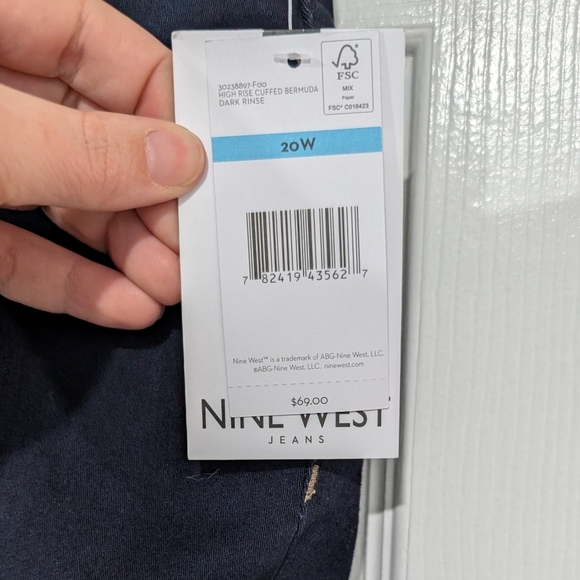 30238897-F00
HIGH RISE CUFFED BERMUDA
DARK RINSE
FSC
MIX
Paper
FSC® C016423
20W
7 82419 43562 7
Nine West™ is a trademark of ABG-Nine West, LLC.
©ABG-Nine West, LLC. ninewest.com
$69.00
NINE WEST
JEANS